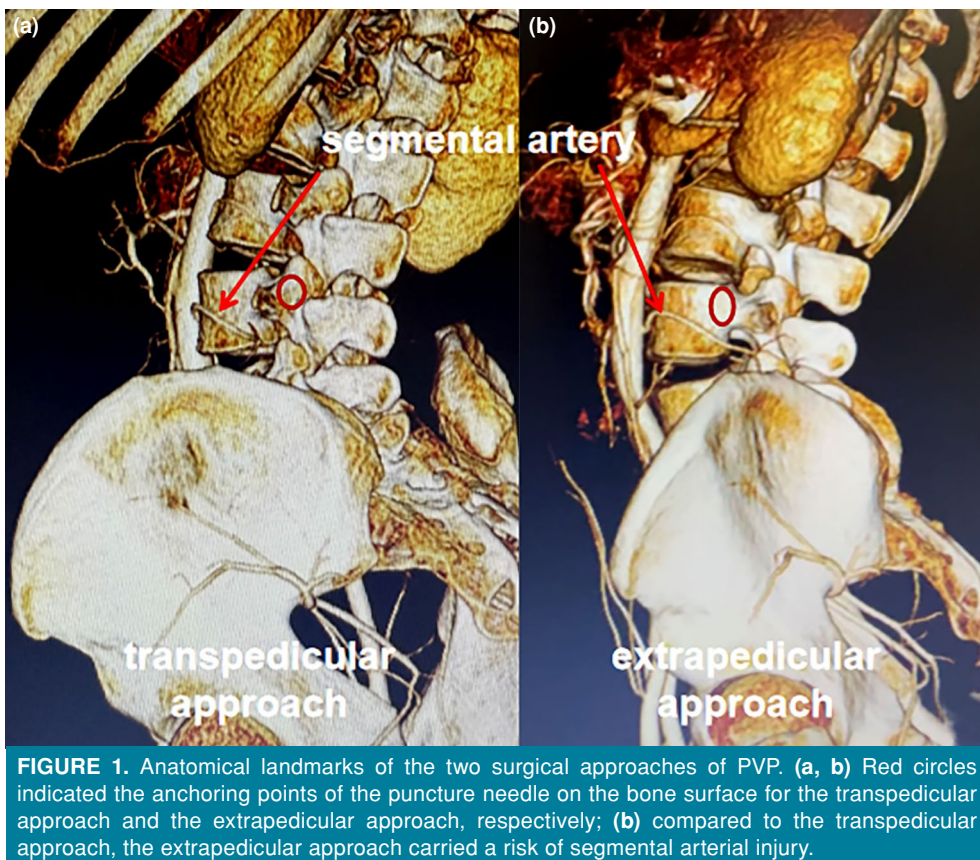 (a)
(b)
segmental artery
transpedicular
approach
extrapedicular
approach
FIGURE 1. Anatomical landmarks of the two surgical approaches of PVP. (a, b) Red circles
indicated the anchoring points of the puncture needle on the bone surface for the transpedicular
approach and the extrapedicular approach, respectively; (b) compared to the transpedicular
approach, the extrapedicular approach carried a risk of segmental arterial injury.